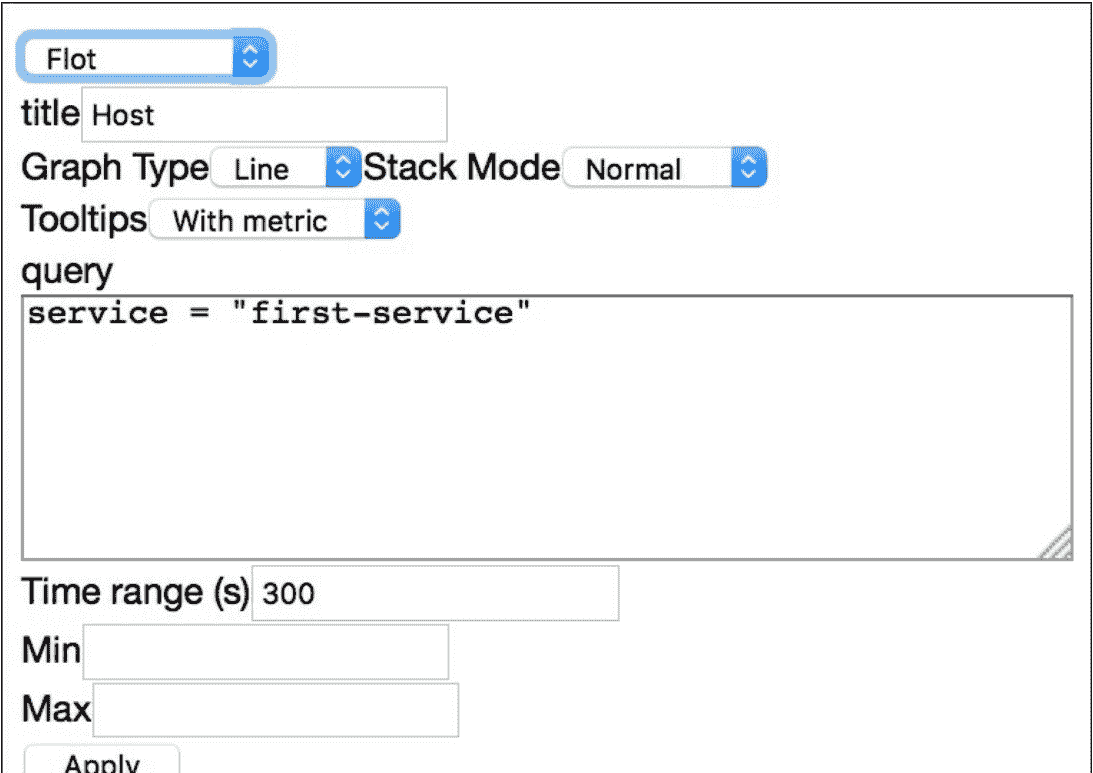 Flot
title Host
Graph Type Line Stack Mode Normal
Tooltips With metric
query
service = "first-service"
Time range (s) 300
Min
Max
Apply